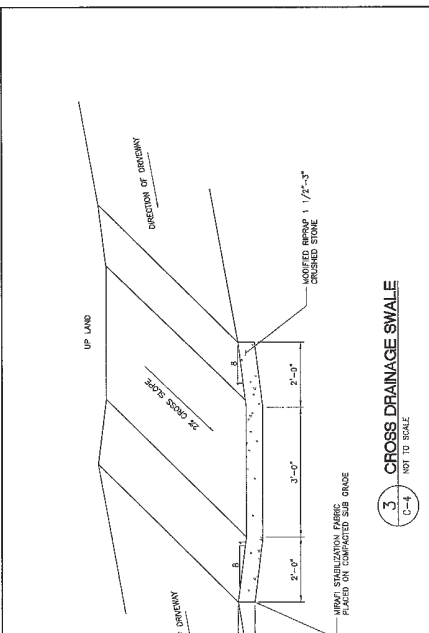 UP LAND
DIRECTION OF DRIVEWAY
2% CROSS SLOPE
DRIVEWAY
8
8
MODIFIED RIPRAP 1 1/2"-3"
CRUSHED STONE
2'-0"
3'-0"
2'-0"
MIRAFI STABILIZATION FABRIC
PLACED ON COMPACTED SUB GRADE
3
C-4
CROSS DRAINAGE SWALE
NOT TO SCALE